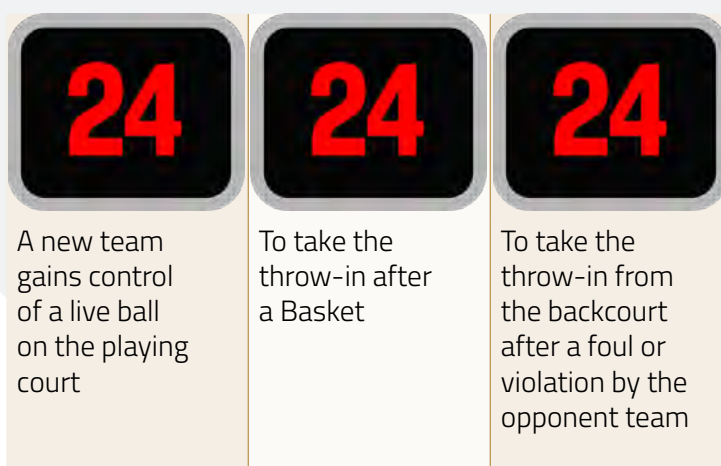 24
A new team
gains control
of a live ball
on the playing
court
24
To take the
throw-in after
a Basket
24
To take the
throw-in from
the backcourt
after a foul or
violation by the
opponent team